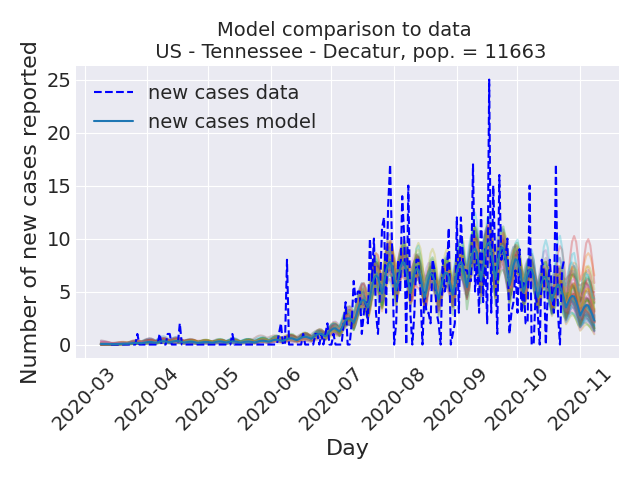 Model comparison to data
US - Tennessee - Decatur, pop. = 11663
Number of new cases reported
25
20
15
10
5
0
new cases data
new cases model
2020-03
2020-04
2020-05
2020-06
2020-07
2020-08
2020-09
2020-10
2020-11
Day